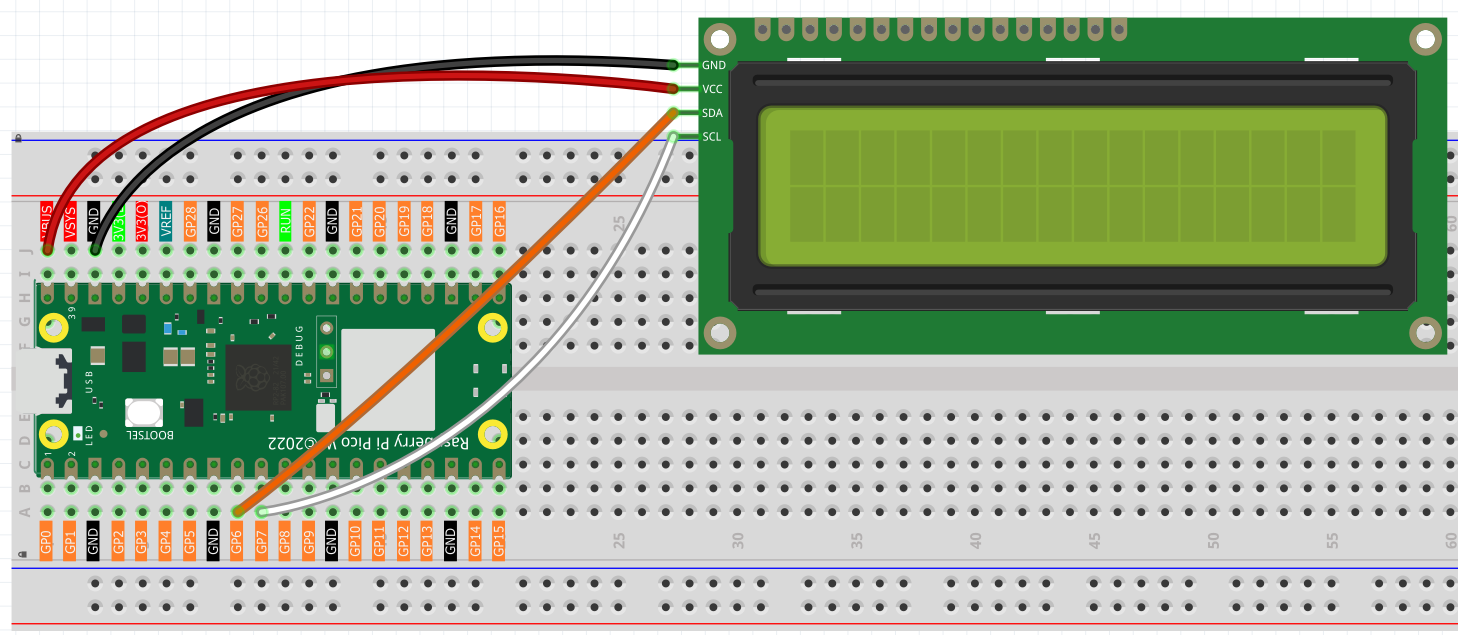 GND
VCC
SDA
SCL
VBUS VSYS GND 3V3(E 3V3(O) VREF GP28 GND GP27 GP26 RUN GP22 GND GP21 GP20 GP19 GP18 GND GP17 GP16
25
60
J
I
H
G
F
39
DEBUG
USB
BOOTSEL
LED
1
2
Raspberry Pi Pico W ©2022
E
D
C
B
A
GP0 GP1 GND GP2 GP3 GP4 GP5 GND GP6 GP7 GP8 GP9 GND GP10 GP11 GP12 GP13 GND GP14 GP15
25 30 35 40 45 50 55 60